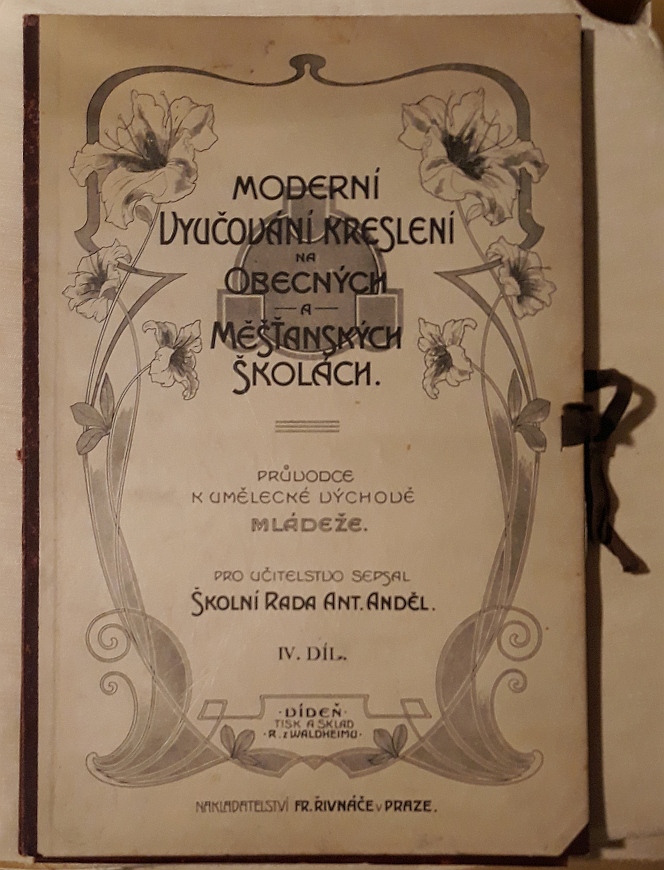 MODERNÍ
VYUČOVÁNÍ KRESLENÍ
NA
OBECNÝCH
A
MĚŠŤANSKÝCH
ŠKOLÁCH.
PRŮVODCE
K UMĚLECKÉ VÝCHOVĚ
MLÁDEŽE.
PRO UČITELSTVO SEPSAL
ŠKOLNÍ RADA ANT. ANDĚL.
IV. DÍL.
·VÍDEŇ·
TISK A SKLAD
·R. z WALDHEIMU·
NAKLADATELSTVÍ FR. ŘIVNÁČE v PRAZE.